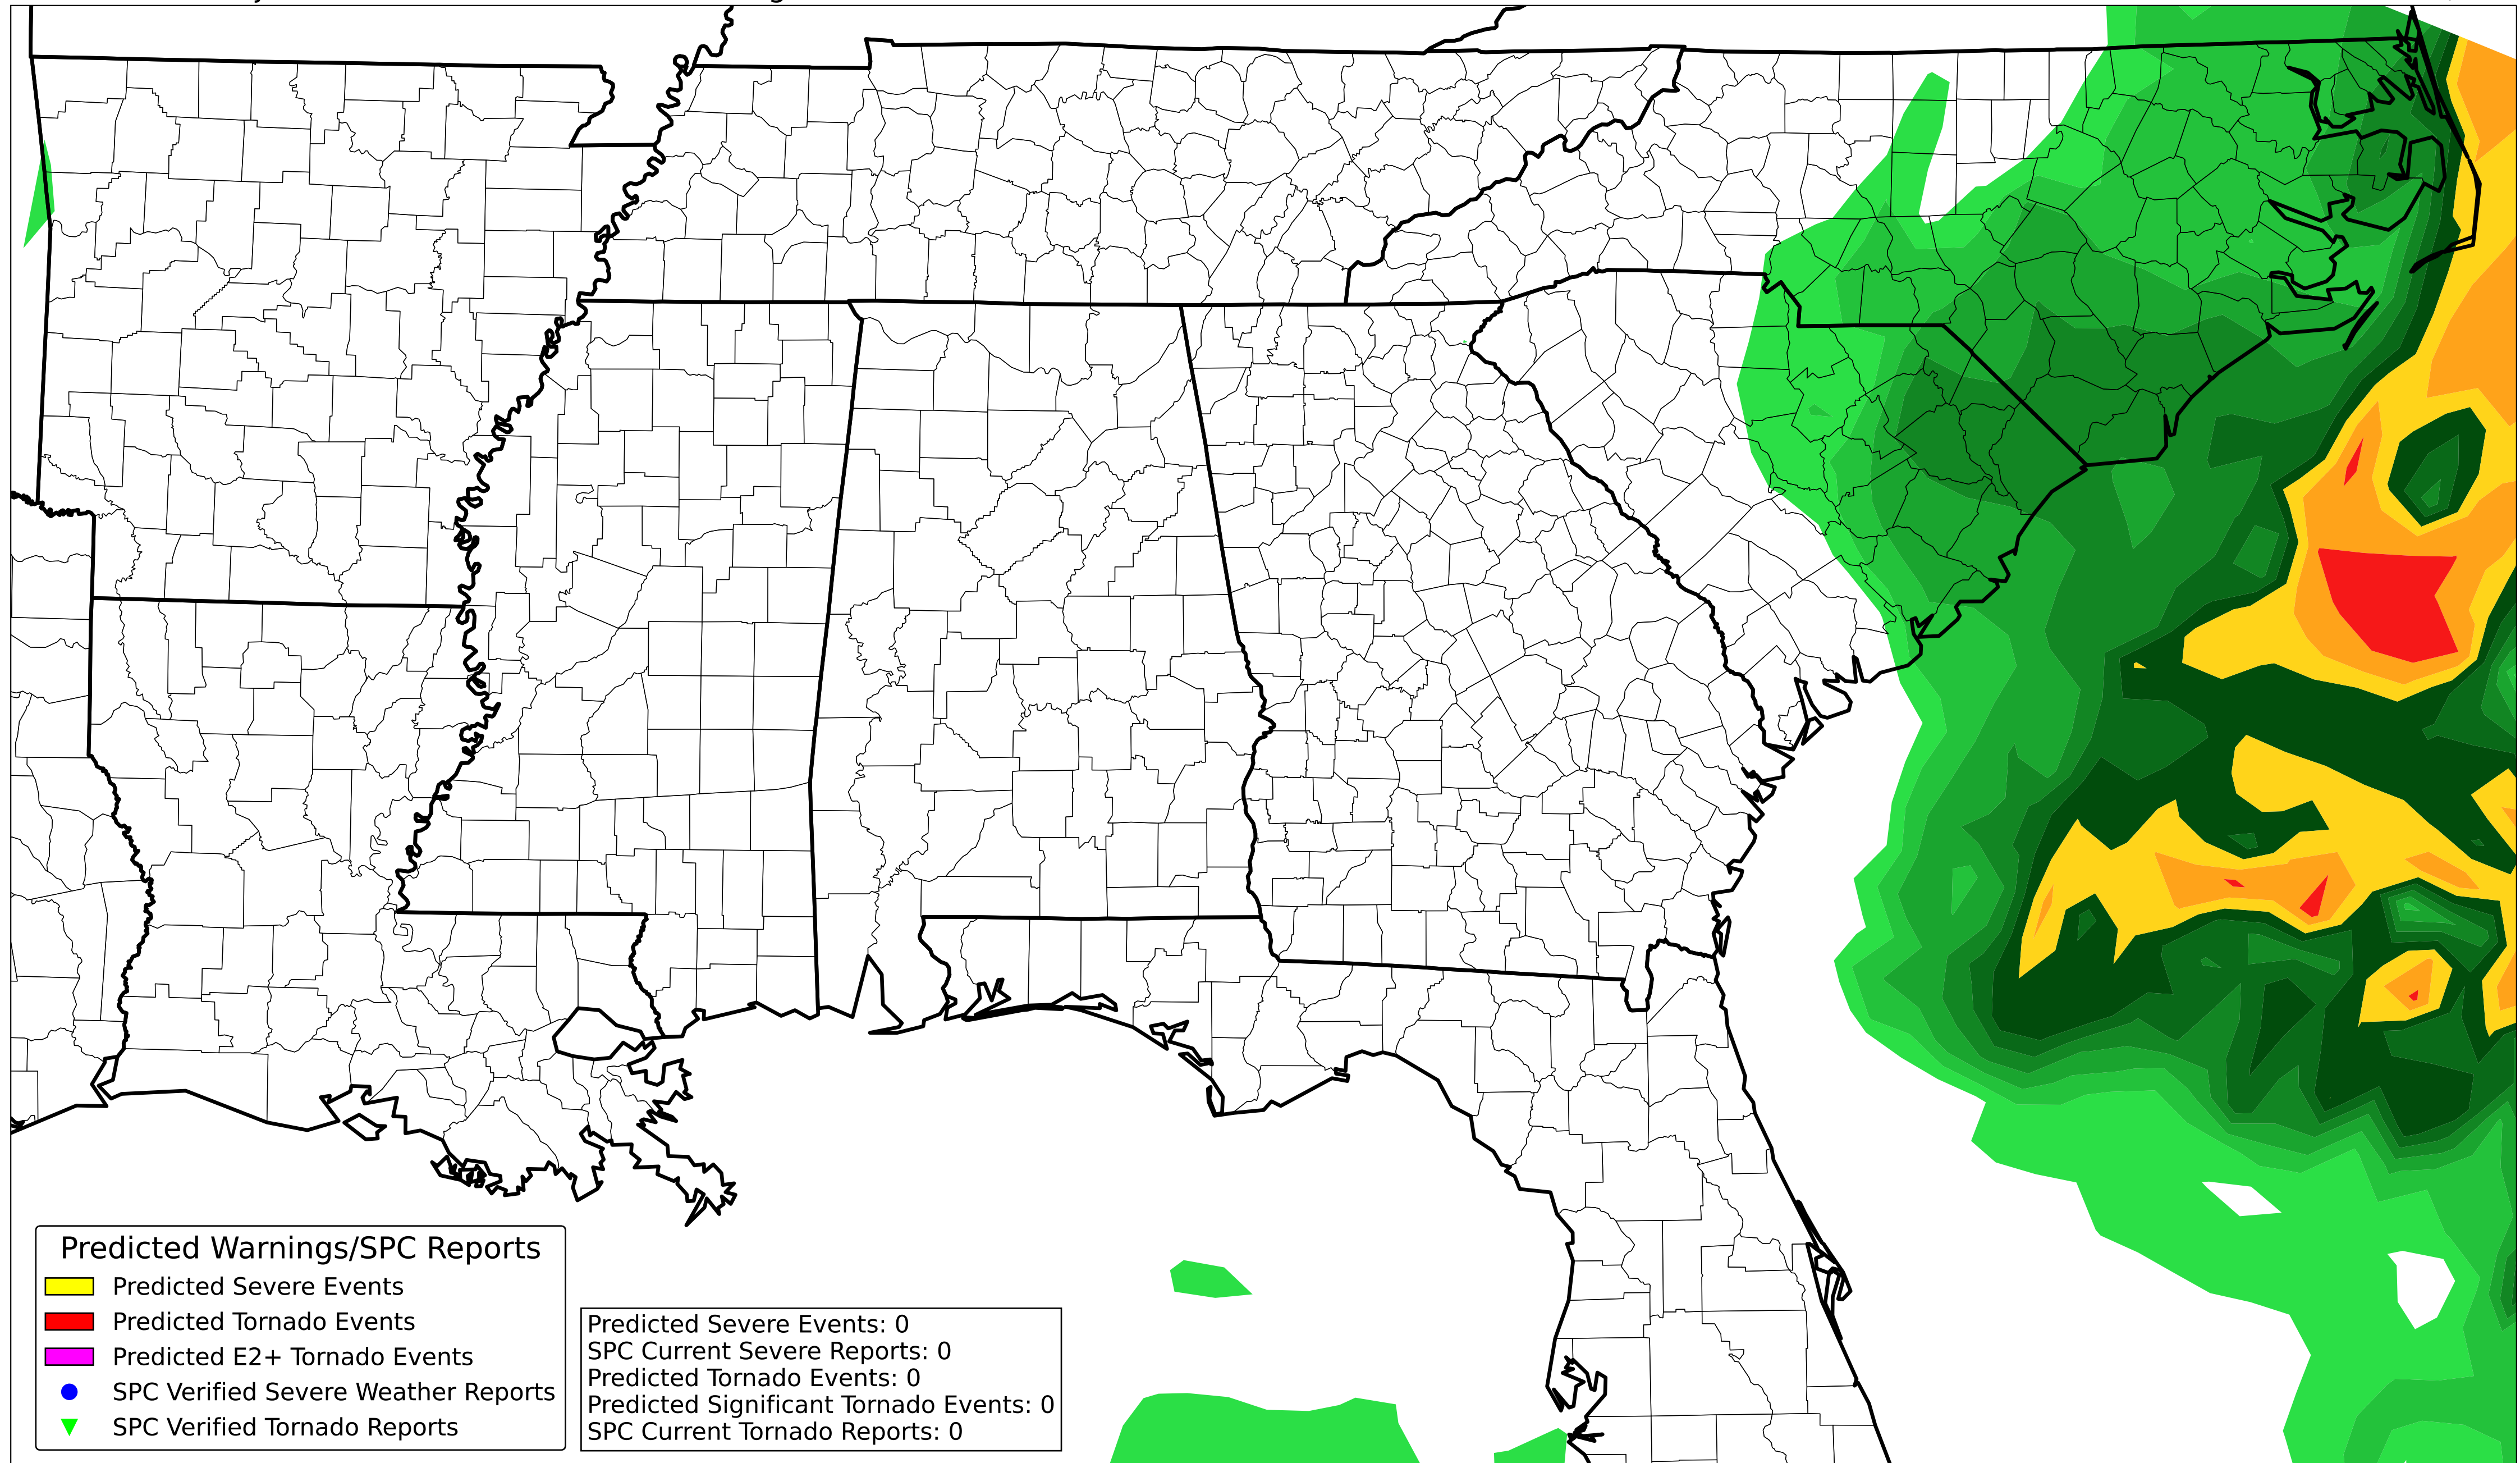 Predicted Warnings/SPC Reports
Predicted Severe Events
Predicted Tornado Events
Predicted E2+ Tornado Events
SPC Verified Severe Weather Reports
SPC Verified Tornado Reports
Predicted Severe Events: 0
SPC Current Severe Reports: 0
Predicted Tornado Events: 0
Predicted Significant Tornado Events: 0
SPC Current Tornado Reports: 0